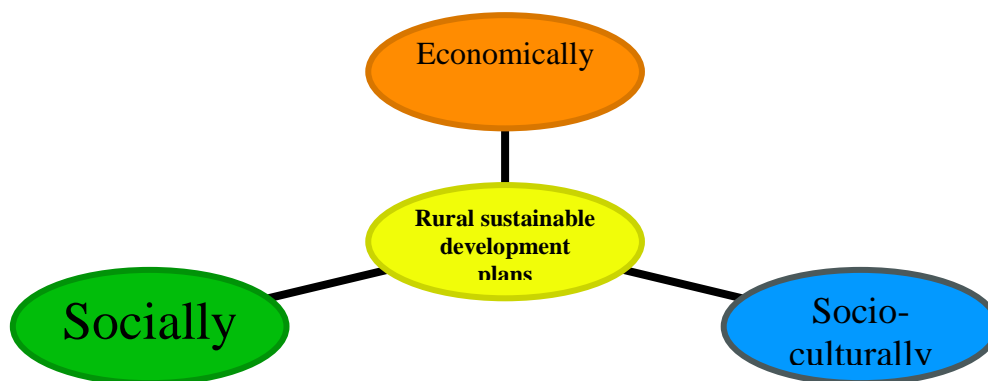 Economically
Rural sustainable
development
plans
Socially
Socio-
culturally